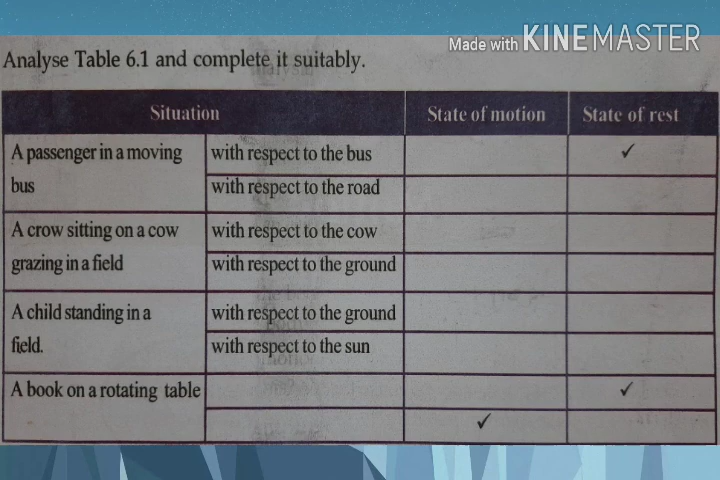 Made with KINEMASTER
Analyse Table 6.1 and complete it suitably.
Situation State of motion State of rest
A passenger in a moving with respect to the bus ✓
bus with respect to the road
A crow sitting on a cow with respect to the cow
grazing in a field with respect to the ground
A child standing in a with respect to the ground
field. with respect to the sun
A book on a rotating table ✓
✓